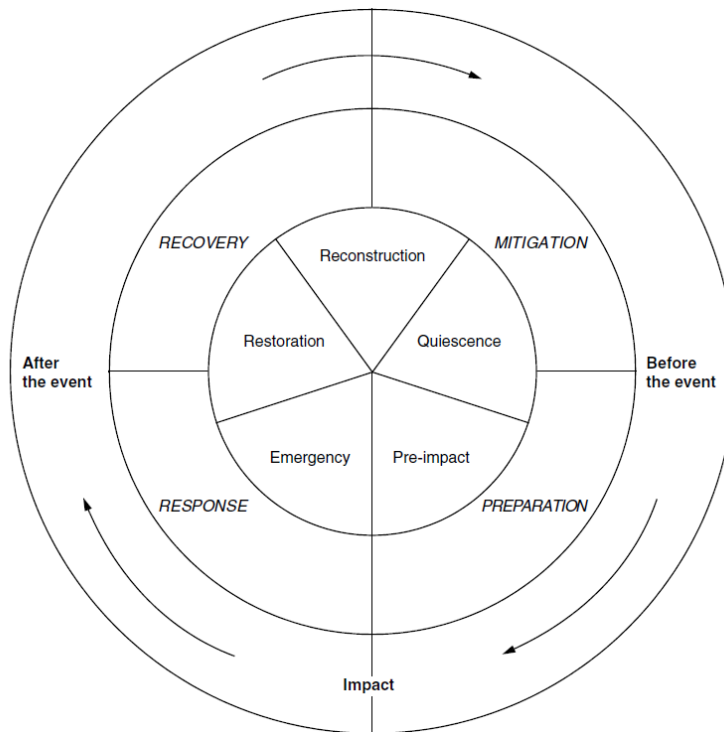 RECOVERY
MITIGATION
Reconstruction
Restoration
Quiescence
After
the event
Before
the event
Emergency
Pre-impact
RESPONSE
PREPARATION
Impact